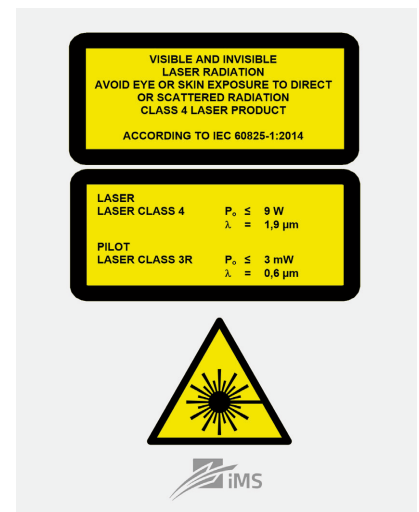 VISIBLE AND INVISIBLE
LASER RADIATION
AVOID EYE OR SKIN EXPOSURE TO DIRECT
OR SCATTERED RADIATION
CLASS 4 LASER PRODUCT
ACCORDING TO IEC 60825-1:2014
LASER
LASER CLASS 4 Pₒ ≤ 9 W
λ = 1,9 µm
PILOT
LASER CLASS 3R Pₒ ≤ 3 mW
λ = 0,6 µm
iMS